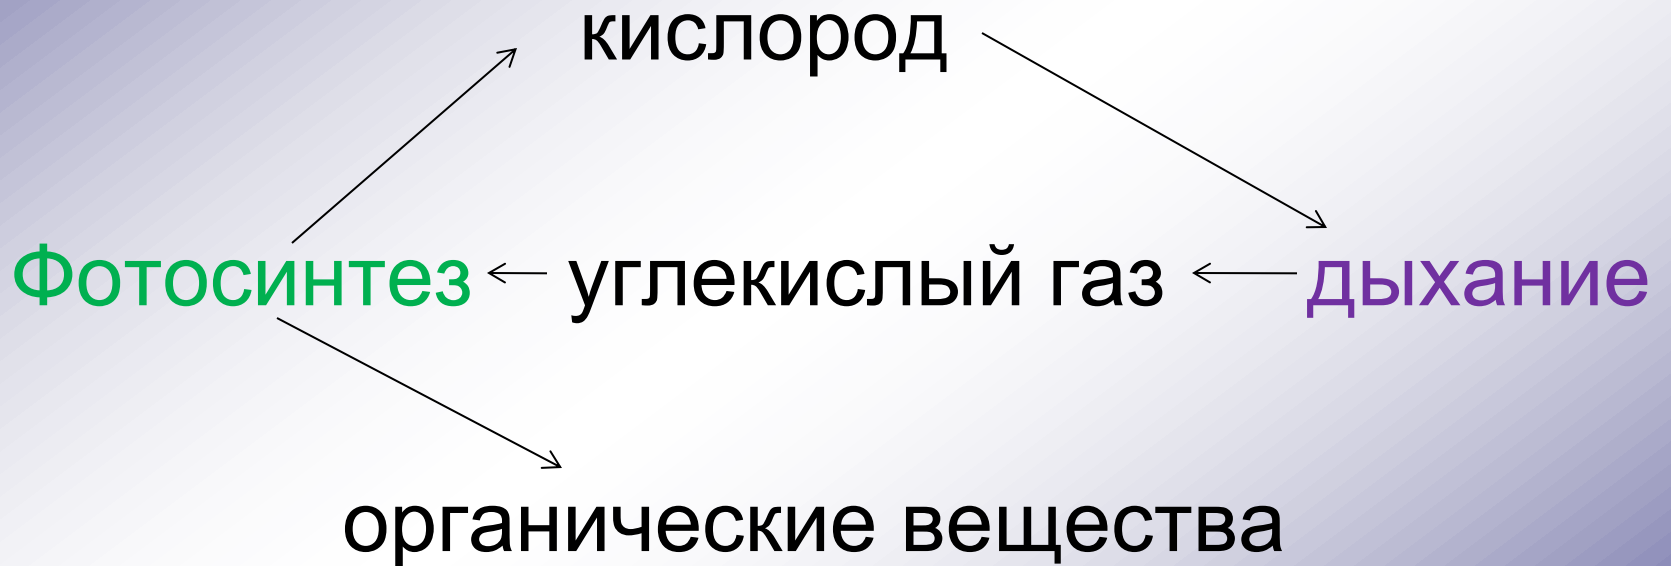 кислород
Фотосинтез углекислый газ дыхание
органические вещества